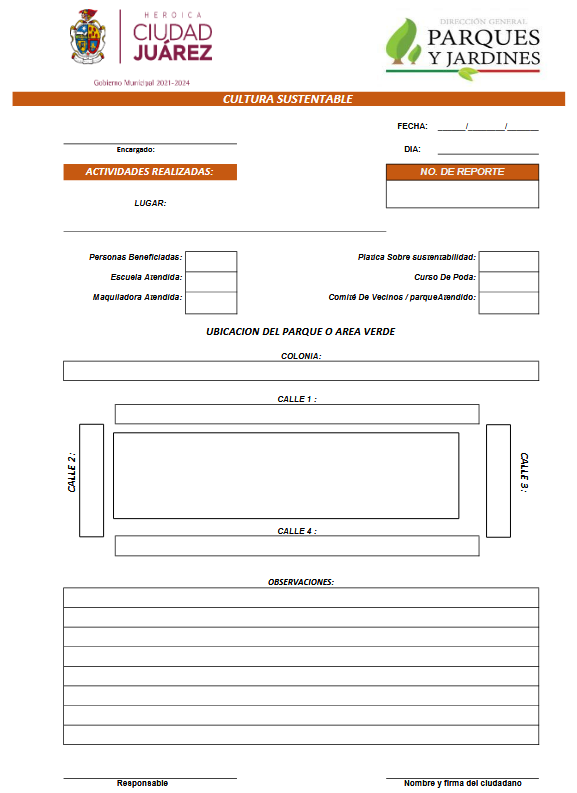 HEROICA
CIUDAD
JUÁREZ
Gobierno Municipal 2021-2024
DIRECCIÓN GENERAL
PARQUES
Y JARDINES
CULTURA SUSTENTABLE
FECHA: ______/________/_______
Encargado:
DIA:
ACTIVIDADES REALIZADAS:
NO. DE REPORTE
LUGAR:
Personas Beneficiadas:
Platica Sobre sustentabilidad:
Escuela Atendida:
Curso De Poda:
Maquiladora Atendida:
Comité De Vecinos / parqueAtendido:
UBICACION DEL PARQUE O AREA VERDE
COLONIA:
CALLE 1 :
CALLE 2 :
CALLE 3 :
CALLE 4 :
OBSERVACIONES:
Responsable
Nombre y firma del ciudadano